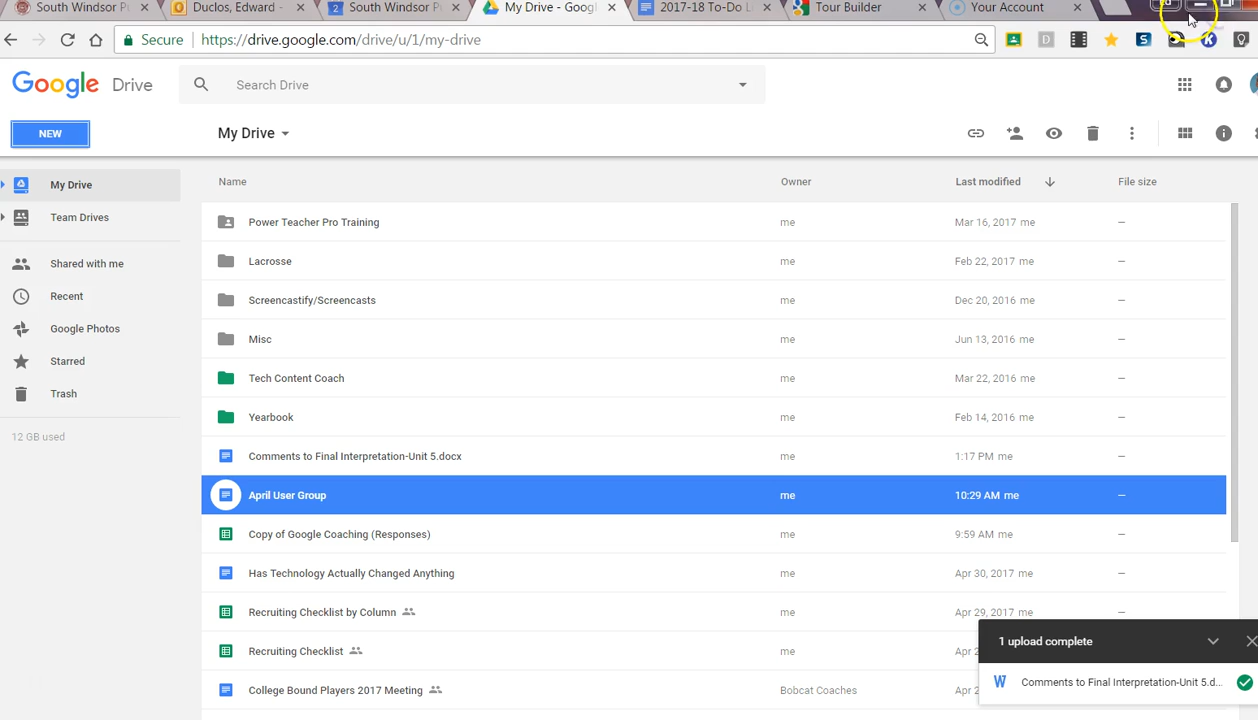 South Windsor P
Duclos, Edward -
South Windsor P
My Drive - Goog
2017-18 To-Do L
Tour Builder
Your Account
Secure https://drive.google.com/drive/u/1/my-drive
Google Drive
Search Drive
NEW
My Drive
My Drive
Team Drives
Shared with me
Recent
Google Photos
Starred
Trash
12 GB used
Name Owner Last modified File size
Power Teacher Pro Training me Mar 16, 2017 me —
Lacrosse me Feb 22, 2017 me —
Screencastify/Screencasts me Dec 20, 2016 me —
Misc me Jun 13, 2016 me —
Tech Content Coach me Mar 22, 2016 me —
Yearbook me Feb 14, 2016 me —
Comments to Final Interpretation-Unit 5.docx me 1:17 PM me —
April User Group me 10:29 AM me —
Copy of Google Coaching (Responses) me 9:59 AM me —
Has Technology Actually Changed Anything me Apr 30, 2017 me —
Recruiting Checklist by Column me Apr 29, 2017 me —
Recruiting Checklist me Apr 2
College Bound Players 2017 Meeting Bobcat Coaches Apr 2
1 upload complete
W Comments to Final Interpretation-Unit 5.d...